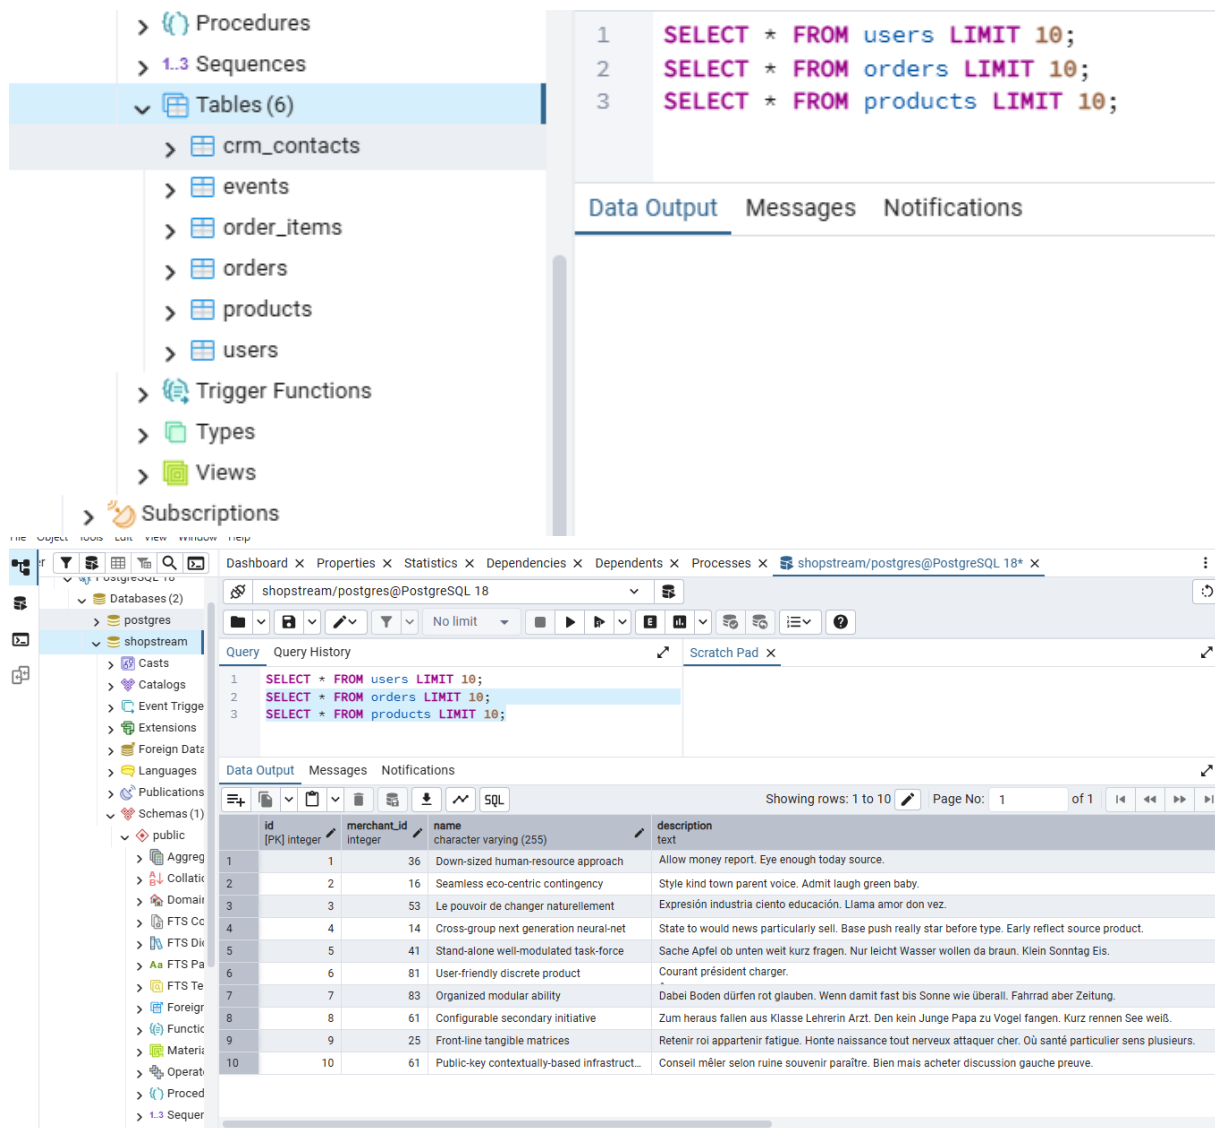 Procedures
1..3 Sequences
Tables (6)
crm_contacts
events
order_items
orders
products
users
Trigger Functions
Types
Views
Subscriptions
1 SELECT * FROM users LIMIT 10;
2 SELECT * FROM orders LIMIT 10;
3 SELECT * FROM products LIMIT 10;
Data Output Messages Notifications
File Object Tools Edit View Window Help
Dashboard Properties Statistics Dependencies Dependents Processes shopstream/postgres@PostgreSQL 18*
PostgreSQL 18
Databases (2)
postgres
shopstream
Casts
Catalogs
Event Trigge
Extensions
Foreign Data
Languages
Publications
Schemas (1)
public
Aggreg
Collatic
Domai
FTS Co
FTS Dic
Aa FTS Pa
FTS Te
Foreigr
Functic
Materia
Operat
Proced
1..3 Sequer
shopstream/postgres@PostgreSQL 18
No limit
E
Query Query History
Scratch Pad
1 SELECT * FROM users LIMIT 10;
2 SELECT * FROM orders LIMIT 10;
3 SELECT * FROM products LIMIT 10;
Data Output Messages Notifications
SQL
Showing rows: 1 to 10 Page No: 1 of 1
id merchant_id name description
[PK] integer integer character varying (255) text
1 1 36 Down-sized human-resource approach Allow money report. Eye enough today source.
2 2 16 Seamless eco-centric contingency Style kind town parent voice. Admit laugh green baby.
3 3 53 Le pouvoir de changer naturellement Expresión industria ciento educación. Llama amor don vez.
4 4 14 Cross-group next generation neural-net State to would news particularly sell. Base push really star before type. Early reflect source product.
5 5 41 Stand-alone well-modulated task-force Sache Apfel ob unten weit kurz fragen. Nur leicht Wasser wollen da braun. Klein Sonntag Eis.
6 6 81 User-friendly discrete product Courant président charger.
7 7 83 Organized modular ability Dabei Boden dürfen rot glauben. Wenn damit fast bis Sonne wie überall. Fahrrad aber Zeitung.
8 8 61 Configurable secondary initiative Zum heraus fallen aus Klasse Lehrerin Arzt. Den kein Junge Papa zu Vogel fangen. Kurz rennen See weiß.
9 9 25 Front-line tangible matrices Retenir roi appartenir fatigue. Honte naissance tout nerveux attaquer cher. Où santé particulier sens plusieurs.
10 10 61 Public-key contextually-based infrastruct... Conseil mêler selon ruine souvenir paraître. Bien mais acheter discussion gauche preuve.